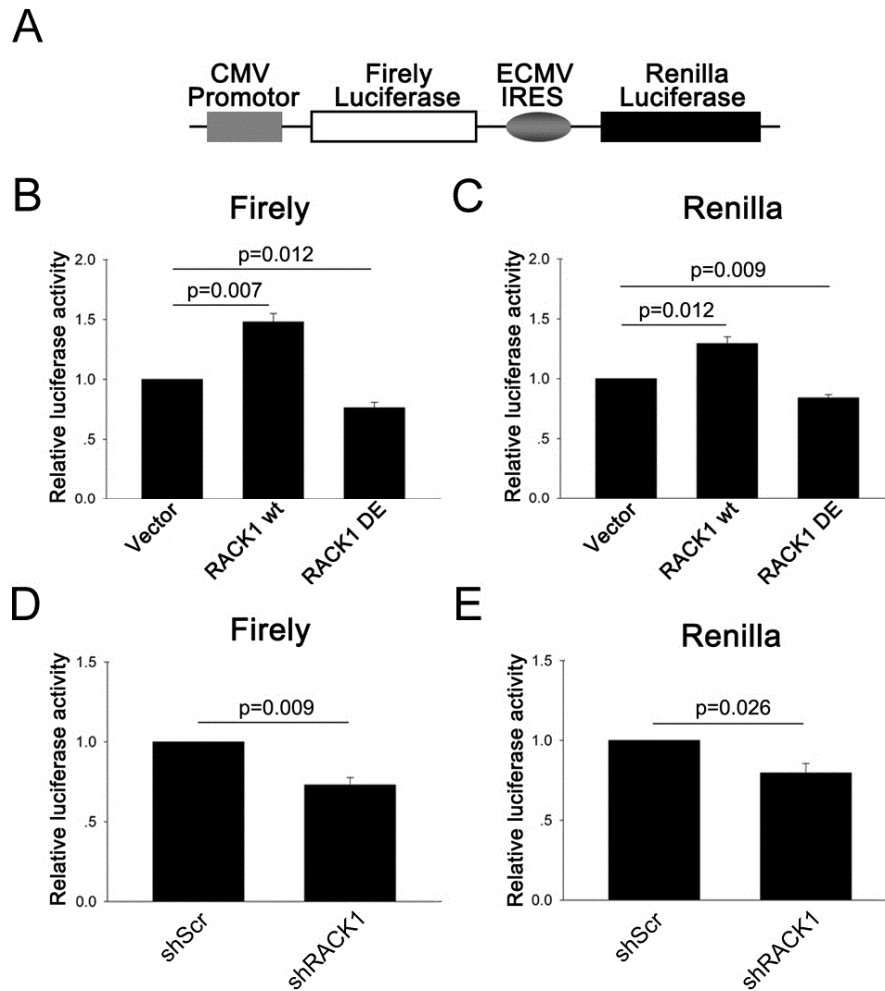 A
CMV
Promotor
Firely
Luciferase
ECMV
IRES
Renilla
Luciferase
B
Firely
Relative luciferase activity
2.0
1.5
1.0
.5
0.0
p=0.012
p=0.007
Vector
RACK1 wt
RACK1 DE
C
Renilla
Relative luciferase activity
2.0
1.5
1.0
.5
0.0
p=0.009
p=0.012
Vector
RACK1 wt
RACK1 DE
D
Firely
Relative luciferase activity
1.5
1.0
.5
0.0
p=0.009
shScr
shRACK1
E
Renilla
Relative luciferase activity
1.5
1.0
.5
0.0
p=0.026
shScr
shRACK1